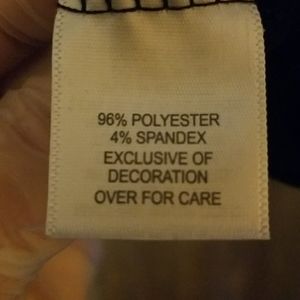 96% POLYESTER
4% SPANDEX
EXCLUSIVE OF
DECORATION
OVER FOR CARE